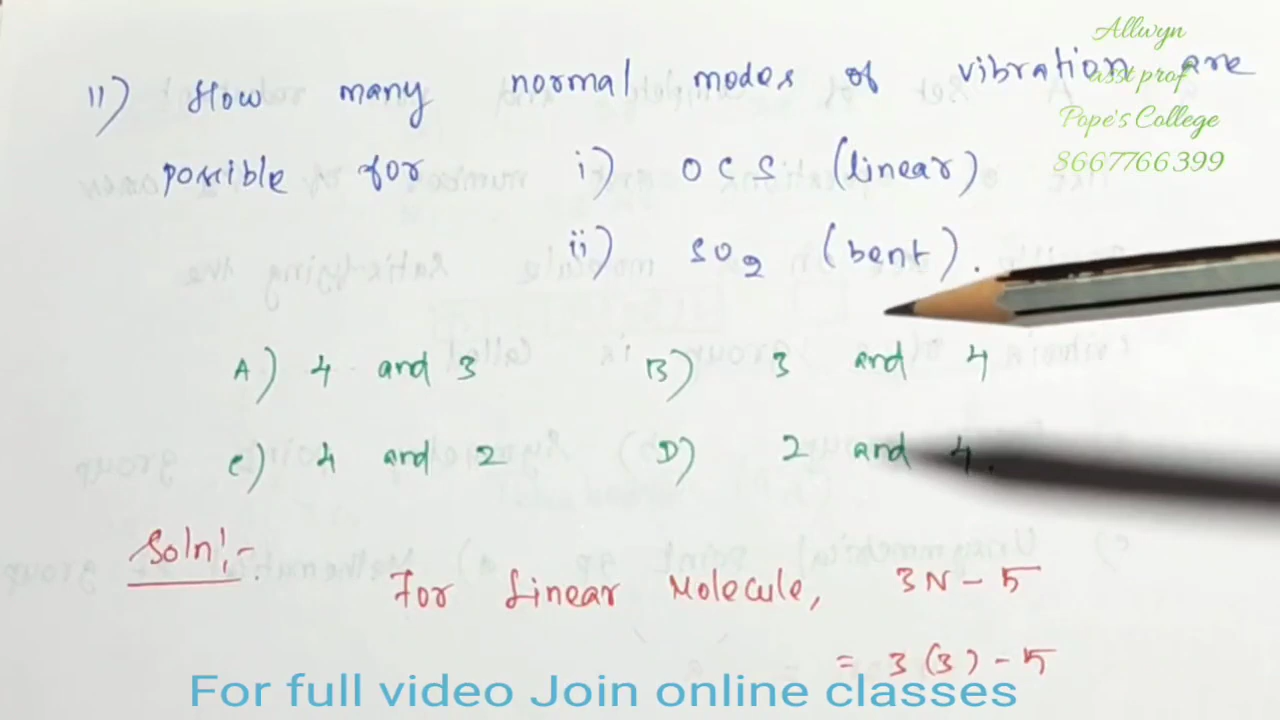 11) How many normal modes of vibration are
possible for i) OCS (linear)
ii) SO2 (bent).
A) 4 and 3 B) 3 and 4
C) 4 and 2 D) 2 and 4.
Soln:-
For Linear Molecule, 3N-5
= 3(3)-5
Allwyn
asst prof
Pope's College
8667766399
For full video Join online classes